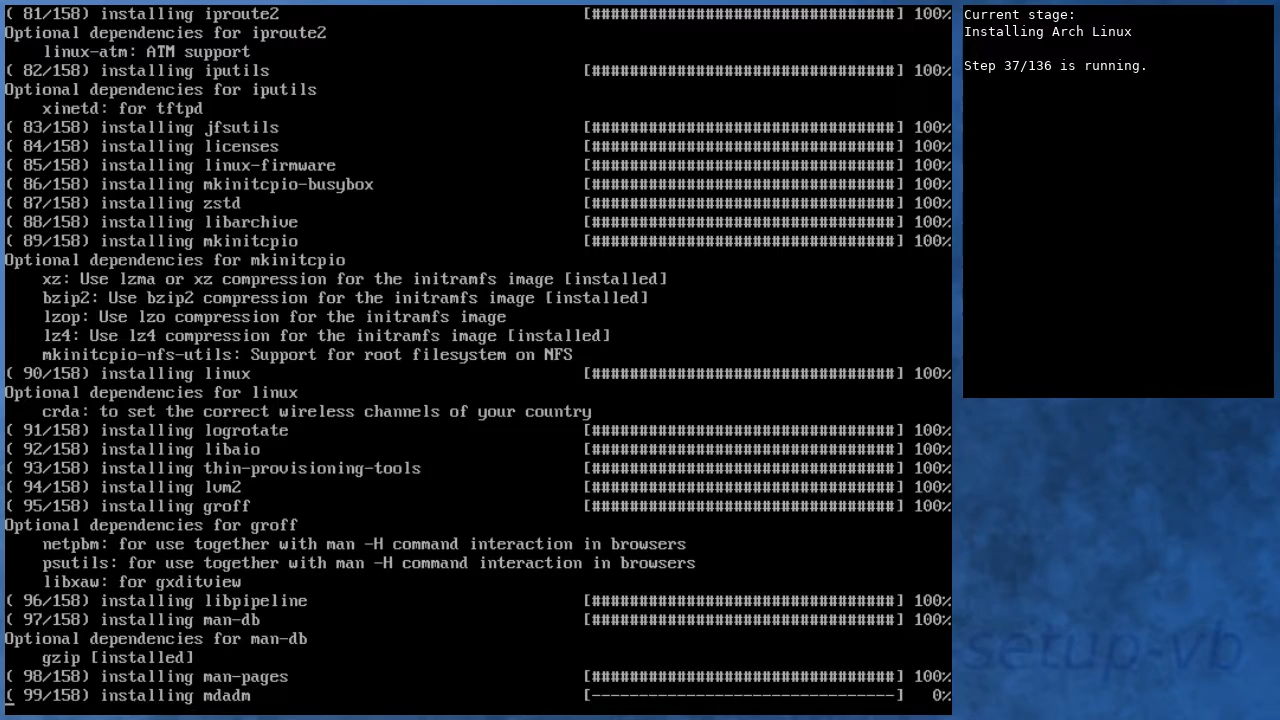 ( 81/158) installing iproute2 [################################] 100%
Optional dependencies for iproute2
linux-atm: ATM support
( 82/158) installing iputils [################################] 100%
Optional dependencies for iputils
xinetd: for tftpd
( 83/158) installing jfsutils [################################] 100%
( 84/158) installing licenses [################################] 100%
( 85/158) installing linux-firmware [################################] 100%
( 86/158) installing mkinitcpio-busybox [################################] 100%
( 87/158) installing zstd [################################] 100%
( 88/158) installing libarchive [################################] 100%
( 89/158) installing mkinitcpio [################################] 100%
Optional dependencies for mkinitcpio
xz: Use lzma or xz compression for the initramfs image [installed]
bzip2: Use bzip2 compression for the initramfs image [installed]
lzop: Use lzo compression for the initramfs image
lz4: Use lz4 compression for the initramfs image [installed]
mkinitcpio-nfs-utils: Support for root filesystem on NFS
( 90/158) installing linux [################################] 100%
Optional dependencies for linux
crda: to set the correct wireless channels of your country
( 91/158) installing logrotate [################################] 100%
( 92/158) installing libaio [################################] 100%
( 93/158) installing thin-provisioning-tools [################################] 100%
( 94/158) installing lvm2 [################################] 100%
( 95/158) installing groff [################################] 100%
Optional dependencies for groff
netpbm: for use together with man -H command interaction in browsers
psutils: for use together with man -H command interaction in browsers
libxaw: for gxditview
( 96/158) installing libpipeline [################################] 100%
( 97/158) installing man-db [################################] 100%
Optional dependencies for man-db
gzip [installed]
( 98/158) installing man-pages [################################] 100%
( 99/158) installing mdadm [--------------------------------] 0%
Current stage:
Installing Arch Linux
Step 37/136 is running.
setup-vb